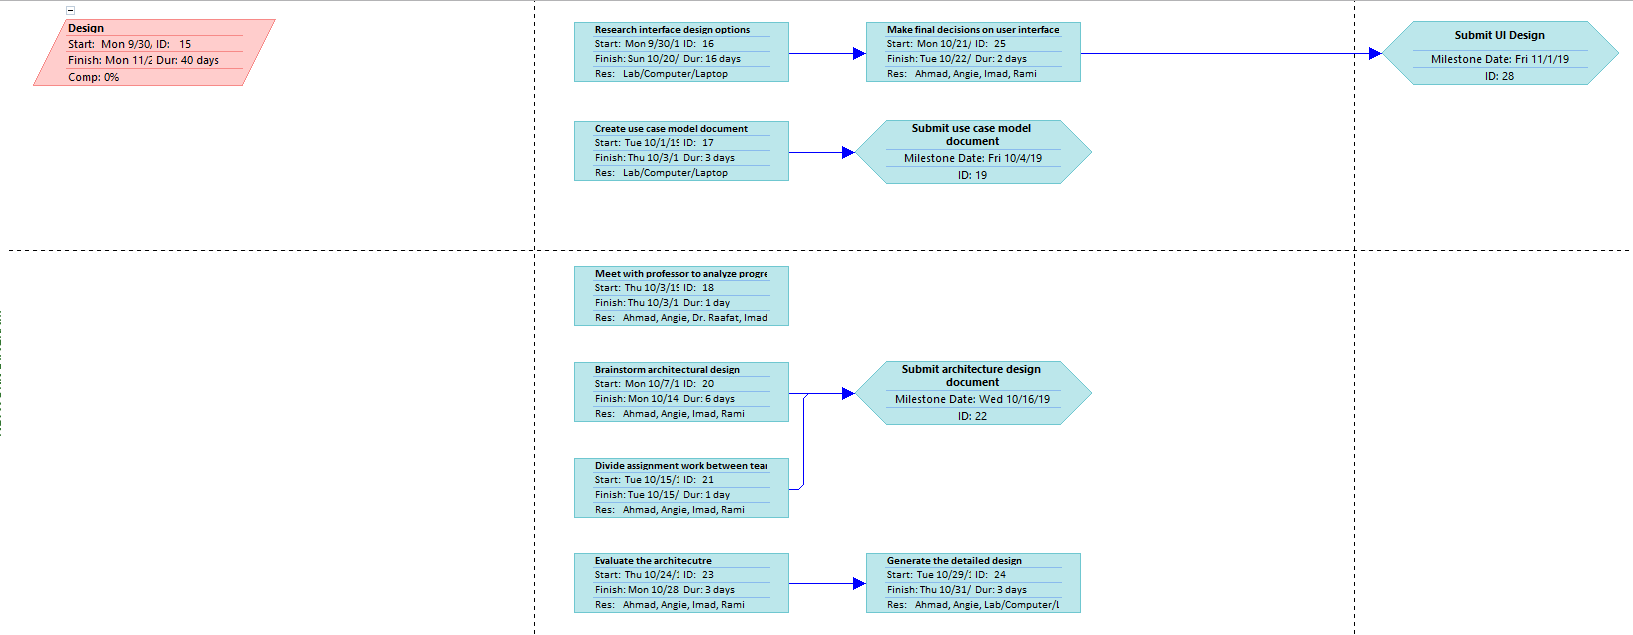 Design
Start: Mon 9/30, ID: 15
Finish: Mon 11/2 Dur: 40 days
Comp: 0%
Research interface design options
Start: Mon 9/30/1 ID: 16
Finish: Sun 10/20/ Dur: 16 days
Res: Lab/Computer/Laptop
Make final decisions on user interface
Start: Mon 10/21/ ID: 25
Finish: Tue 10/22/ Dur: 2 days
Res: Ahmad, Angie, Imad, Rami
Submit UI Design
Milestone Date: Fri 11/1/19
ID: 28
Create use case model document
Start: Tue 10/1/19 ID: 17
Finish: Thu 10/3/1 Dur: 3 days
Res: Lab/Computer/Laptop
Submit use case model
document
Milestone Date: Fri 10/4/19
ID: 19
Meet with professor to analyze progre
Start: Thu 10/3/19 ID: 18
Finish: Thu 10/3/1 Dur: 1 day
Res: Ahmad, Angie, Dr. Raafat, Imad
Brainstorm architectural design
Start: Mon 10/7/1 ID: 20
Finish: Mon 10/14 Dur: 6 days
Res: Ahmad, Angie, Imad, Rami
Submit architecture design
document
Milestone Date: Wed 10/16/19
ID: 22
Divide assignment work between tea
Start: Tue 10/15/1 ID: 21
Finish: Tue 10/15/ Dur: 1 day
Res: Ahmad, Angie, Imad, Rami
Evaluate the architecutre
Start: Thu 10/24/1 ID: 23
Finish: Mon 10/28 Dur: 3 days
Res: Ahmad, Angie, Imad, Rami
Generate the detailed design
Start: Tue 10/29/1 ID: 24
Finish: Thu 10/31/ Dur: 3 days
Res: Ahmad, Angie, Lab/Computer/L